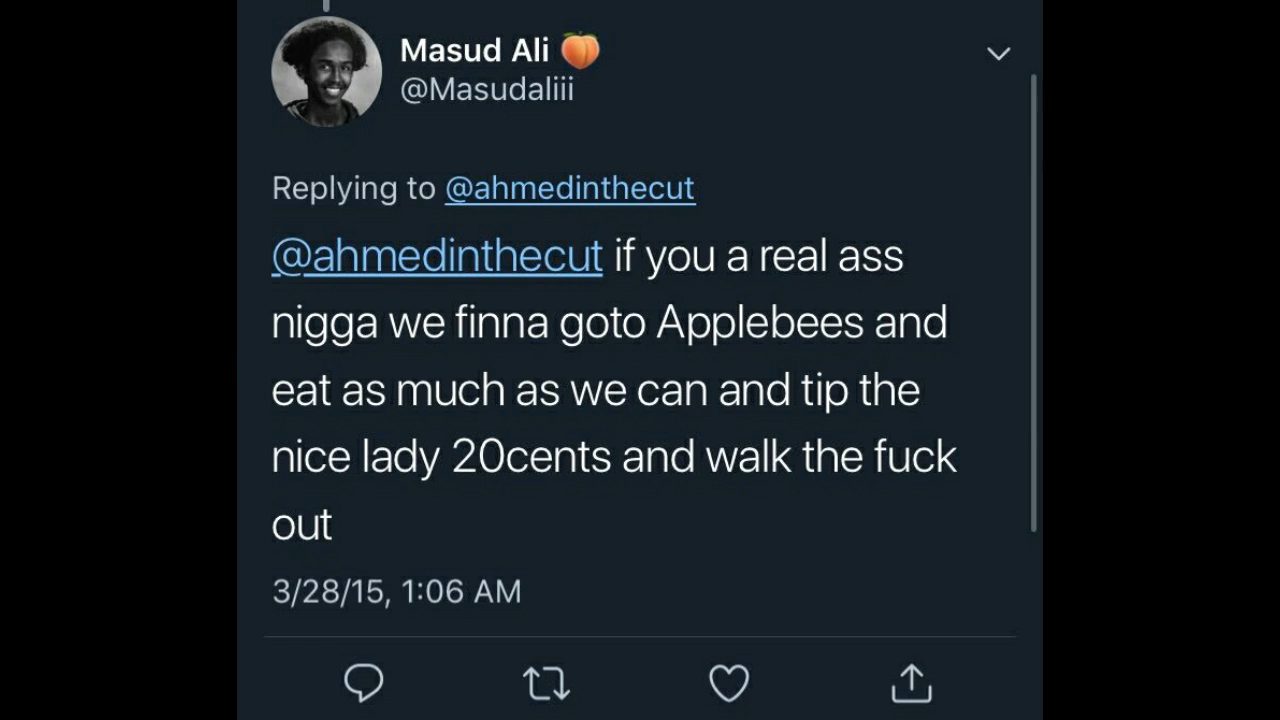 Masud Ali 🍑
@Masudaliii
Replying to @ahmedinthecut
@ahmedinthecut if you a real ass
nigga we finna goto Applebees and
eat as much as we can and tip the
nice lady 20cents and walk the fuck
out
3/28/15, 1:06 AM